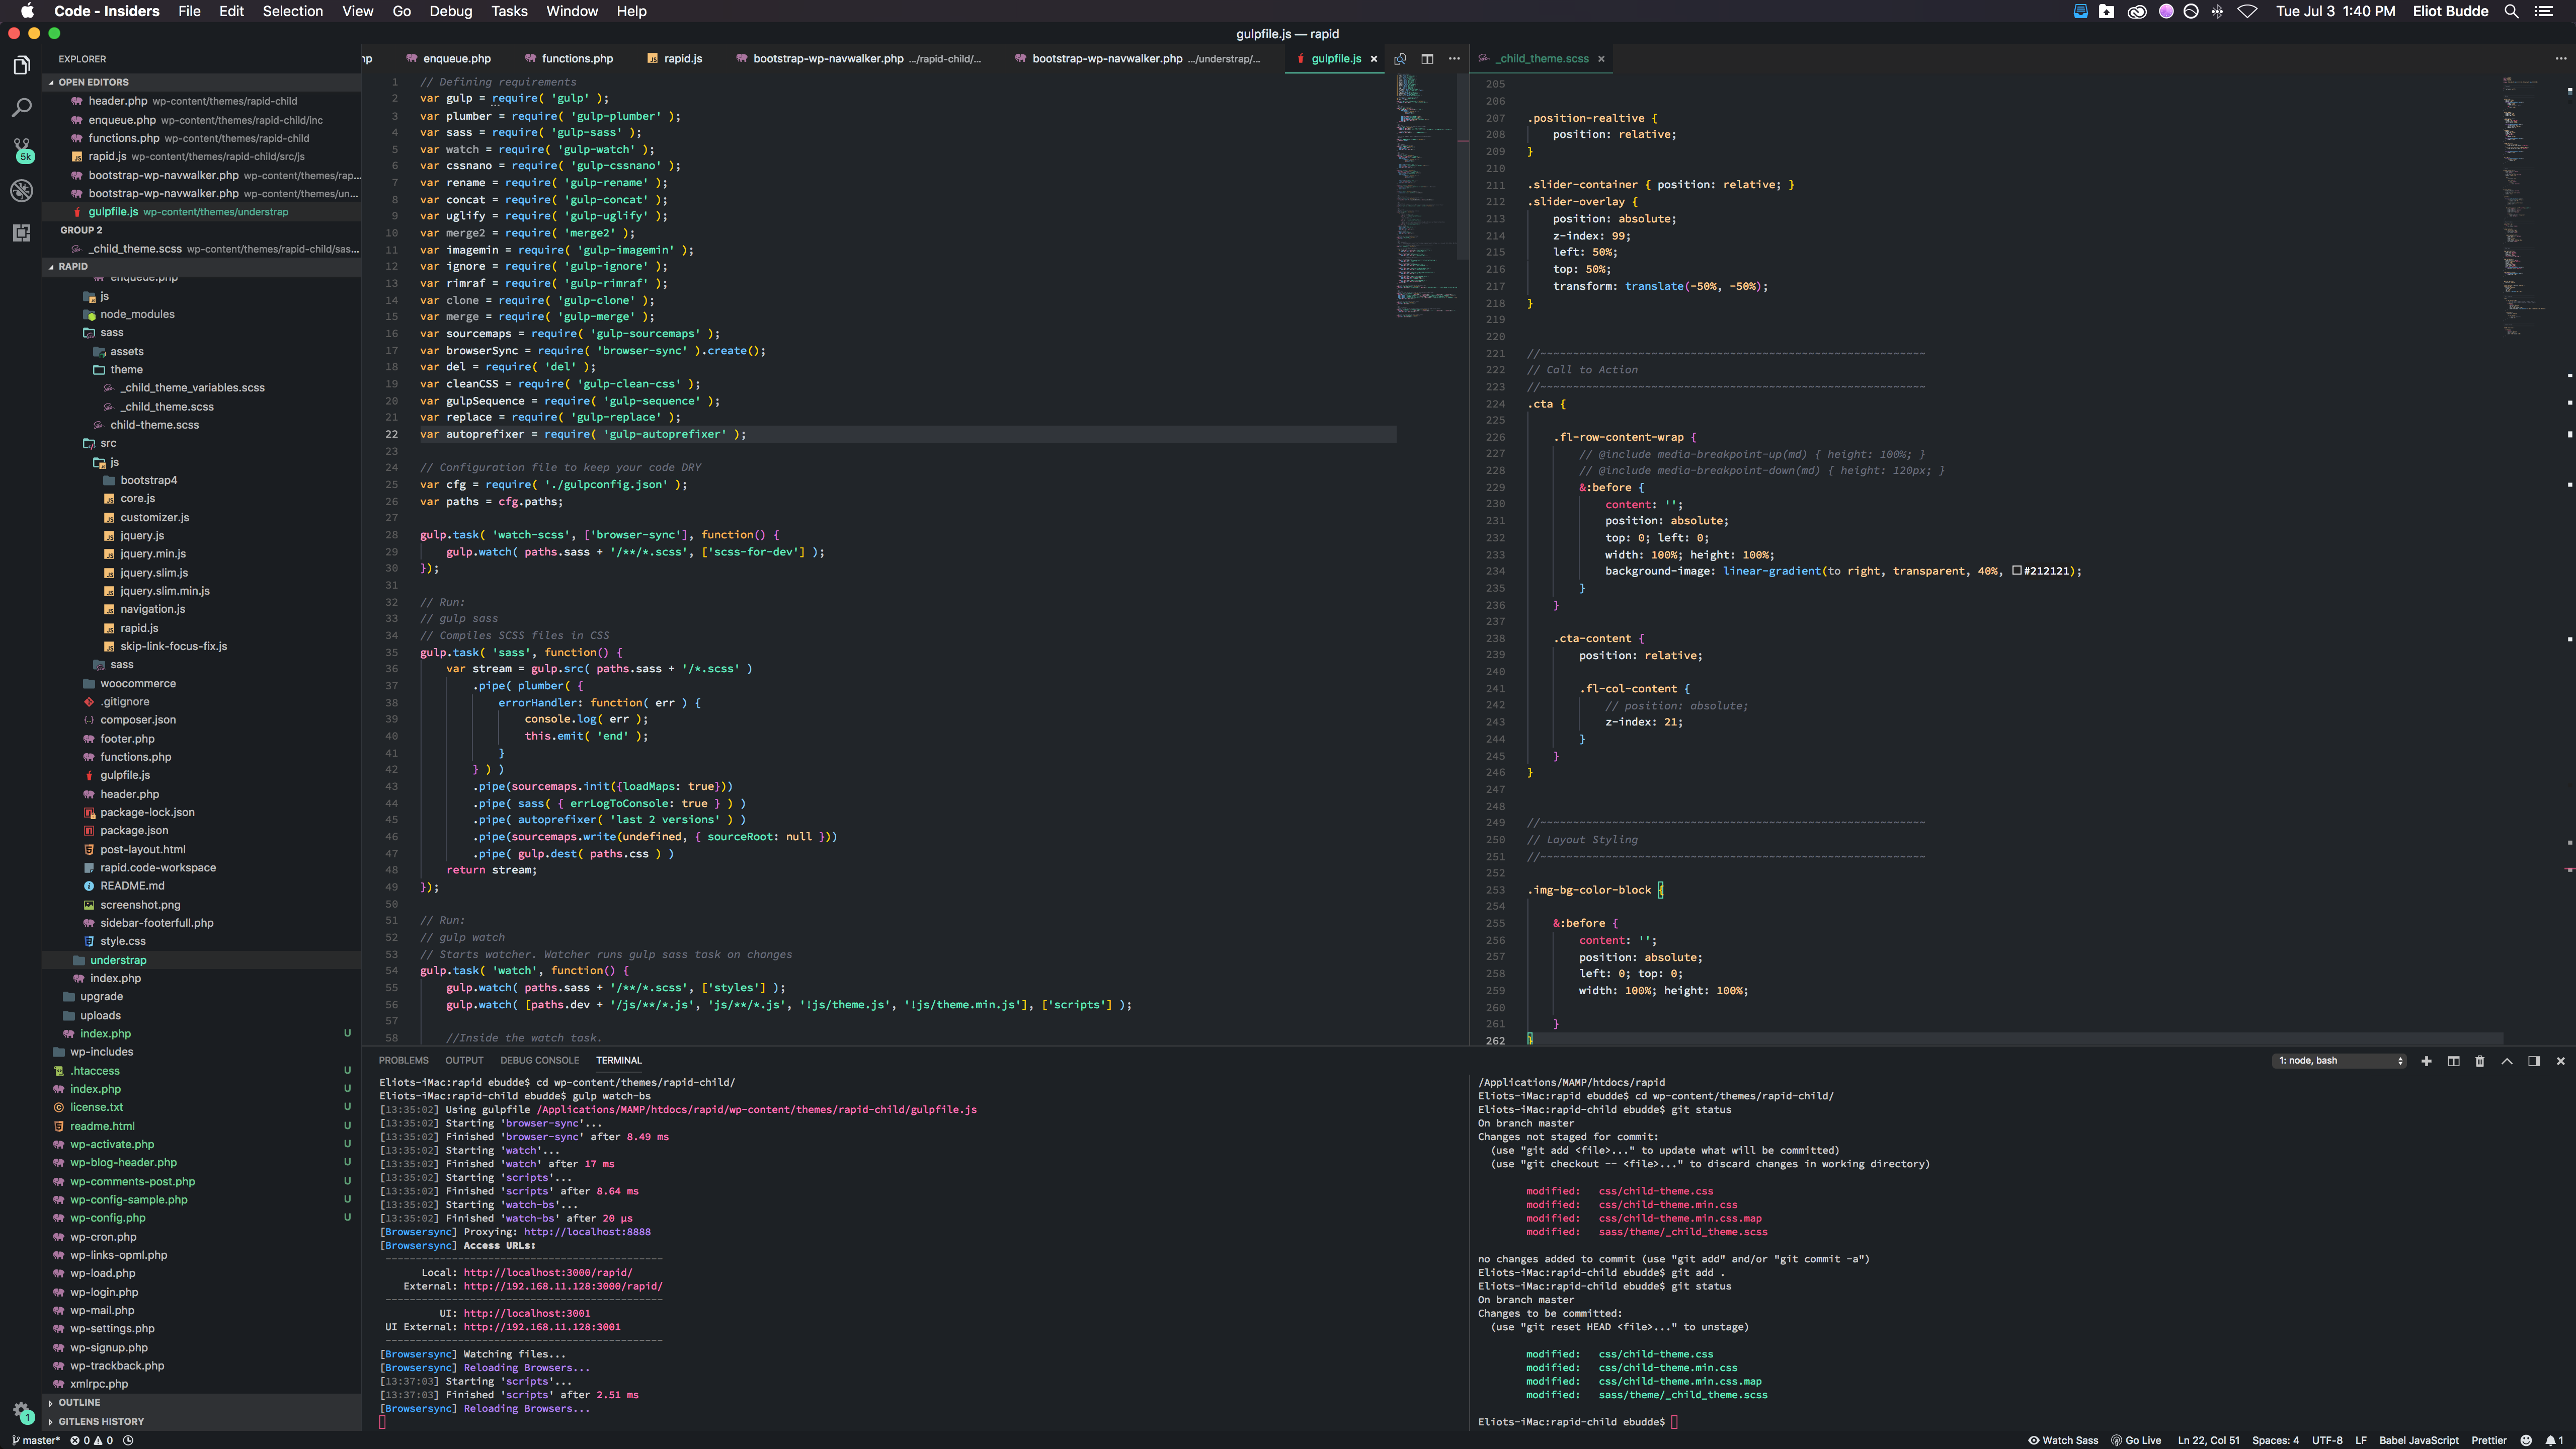 Code - Insiders File Edit Selection View Go Debug Tasks Window Help
Tue Jul 3 1:40 PM Eliot Budde
gulpfile.js — rapid
EXPLORER
OPEN EDITORS
header.php wp-content/themes/rapid-child
enqueue.php wp-content/themes/rapid-child/inc
functions.php wp-content/themes/rapid-child
rapid.js wp-content/themes/rapid-child/src/js
bootstrap-wp-navwalker.php wp-content/themes/rap...
bootstrap-wp-navwalker.php wp-content/themes/un...
gulpfile.js wp-content/themes/understrap
GROUP 2
_child_theme.scss wp-content/themes/rapid-child/sas...
RAPID
enqueue.php
js
node_modules
sass
assets
theme
_child_theme_variables.scss
_child_theme.scss
child-theme.scss
src
js
bootstrap4
core.js
customizer.js
jquery.js
jquery.min.js
jquery.slim.js
jquery.slim.min.js
navigation.js
rapid.js
skip-link-focus-fix.js
sass
woocommerce
.gitignore
composer.json
footer.php
functions.php
gulpfile.js
header.php
package-lock.json
package.json
post-layout.html
rapid.code-workspace
README.md
screenshot.png
sidebar-footerfull.php
style.css
understrap
index.php
upgrade
uploads
index.php U
wp-includes
.htaccess U
index.php U
license.txt U
readme.html U
wp-activate.php U
wp-blog-header.php U
wp-comments-post.php U
wp-config-sample.php U
wp-config.php U
wp-cron.php
wp-links-opml.php
wp-load.php
wp-login.php
wp-mail.php
wp-settings.php
wp-signup.php
wp-trackback.php
xmlrpc.php
OUTLINE
GITLENS HISTORY
5k
1
hp enqueue.php functions.php rapid.js bootstrap-wp-navwalker.php .../rapid-child/... bootstrap-wp-navwalker.php .../understrap/... gulpfile.js ×
1 // Defining requirements
2 var gulp = require( 'gulp' );
3 var plumber = require( 'gulp-plumber' );
4 var sass = require( 'gulp-sass' );
5 var watch = require( 'gulp-watch' );
6 var cssnano = require( 'gulp-cssnano' );
7 var rename = require( 'gulp-rename' );
8 var concat = require( 'gulp-concat' );
9 var uglify = require( 'gulp-uglify' );
10 var merge2 = require( 'merge2' );
11 var imagemin = require( 'gulp-imagemin' );
12 var ignore = require( 'gulp-ignore' );
13 var rimraf = require( 'gulp-rimraf' );
14 var clone = require( 'gulp-clone' );
15 var merge = require( 'gulp-merge' );
16 var sourcemaps = require( 'gulp-sourcemaps' );
17 var browserSync = require( 'browser-sync' ).create();
18 var del = require( 'del' );
19 var cleanCSS = require( 'gulp-clean-css' );
20 var gulpSequence = require( 'gulp-sequence' );
21 var replace = require( 'gulp-replace' );
22 var autoprefixer = require( 'gulp-autoprefixer' );
23
24 // Configuration file to keep your code DRY
25 var cfg = require( './gulpconfig.json' );
26 var paths = cfg.paths;
27
28 gulp.task( 'watch-scss', ['browser-sync'], function() {
29 gulp.watch( paths.sass + '/**/*.scss', ['scss-for-dev'] );
30 });
31
32 // Run:
33 // gulp sass
34 // Compiles SCSS files in CSS
35 gulp.task( 'sass', function() {
36 var stream = gulp.src( paths.sass + '/*.scss' )
37 .pipe( plumber( {
38 errorHandler: function( err ) {
39 console.log( err );
40 this.emit( 'end' );
41 }
42 } ) )
43 .pipe(sourcemaps.init({loadMaps: true}))
44 .pipe( sass( { errLogToConsole: true } ) )
45 .pipe( autoprefixer( 'last 2 versions' ) )
46 .pipe(sourcemaps.write(undefined, { sourceRoot: null }))
47 .pipe( gulp.dest( paths.css ) )
48 return stream;
49 });
50
51 // Run:
52 // gulp watch
53 // Starts watcher. Watcher runs gulp sass task on changes
54 gulp.task( 'watch', function() {
55 gulp.watch( paths.sass + '/**/*.scss', ['styles'] );
56 gulp.watch( [paths.dev + '/js/**/*.js', 'js/**/*.js', '!js/theme.js', '!js/theme.min.js'], ['scripts'] );
57
58 //Inside the watch task.
_child_theme.scss ×
205
206
207 .position-realtive {
208 position: relative;
209 }
210
211 .slider-container { position: relative; }
212 .slider-overlay {
213 position: absolute;
214 z-index: 99;
215 left: 50%;
216 top: 50%;
217 transform: translate(-50%, -50%);
218 }
219
220
221 //~~~~~~~~~~~~~~~~~~~~~~~~~~~~~~~~~~~~~~~~~~~~~~~~~~~~~~~~~~~
222 // Call to Action
223 //~~~~~~~~~~~~~~~~~~~~~~~~~~~~~~~~~~~~~~~~~~~~~~~~~~~~~~~~~~~
224 .cta {
225
226 .fl-row-content-wrap {
227 // @include media-breakpoint-up(md) { height: 100%; }
228 // @include media-breakpoint-down(md) { height: 120px; }
229 &:before {
230 content: '';
231 position: absolute;
232 top: 0; left: 0;
233 width: 100%; height: 100%;
234 background-image: linear-gradient(to right, transparent, 40%, #212121);
235 }
236 }
237
238 .cta-content {
239 position: relative;
240
241 .fl-col-content {
242 // position: absolute;
243 z-index: 21;
244 }
245 }
246 }
247
248
249 //~~~~~~~~~~~~~~~~~~~~~~~~~~~~~~~~~~~~~~~~~~~~~~~~~~~~~~~~~~~
250 // Layout Styling
251 //~~~~~~~~~~~~~~~~~~~~~~~~~~~~~~~~~~~~~~~~~~~~~~~~~~~~~~~~~~~
252
253 .img-bg-color-block {
254
255 &:before {
256 content: '';
257 position: absolute;
258 left: 0; top: 0;
259 width: 100%; height: 100%;
260
261 }
262 }
PROBLEMS OUTPUT DEBUG CONSOLE TERMINAL
1: node, bash
Eliots-iMac:rapid ebudde$ cd wp-content/themes/rapid-child/
Eliots-iMac:rapid-child ebudde$ gulp watch-bs
[13:35:02] Using gulpfile /Applications/MAMP/htdocs/rapid/wp-content/themes/rapid-child/gulpfile.js
[13:35:02] Starting 'browser-sync'...
[13:35:02] Finished 'browser-sync' after 8.49 ms
[13:35:02] Starting 'watch'...
[13:35:02] Finished 'watch' after 17 ms
[13:35:02] Starting 'scripts'...
[13:35:02] Finished 'scripts' after 8.64 ms
[13:35:02] Starting 'watch-bs'...
[13:35:02] Finished 'watch-bs' after 20 μs
[Browsersync] Proxying: http://localhost:8888
[Browsersync] Access URLs:
--------------------------------------------
Local: http://localhost:3000/rapid/
External: http://192.168.11.128:3000/rapid/
--------------------------------------------
UI: http://localhost:3001
UI External: http://192.168.11.128:3001
--------------------------------------------
[Browsersync] Watching files...
[Browsersync] Reloading Browsers...
[13:37:03] Starting 'scripts'...
[13:37:03] Finished 'scripts' after 2.51 ms
[Browsersync] Reloading Browsers...
/Applications/MAMP/htdocs/rapid
Eliots-iMac:rapid ebudde$ cd wp-content/themes/rapid-child/
Eliots-iMac:rapid-child ebudde$ git status
On branch master
Changes not staged for commit:
(use "git add <file>..." to update what will be committed)
(use "git checkout -- <file>..." to discard changes in working directory)
modified: css/child-theme.css
modified: css/child-theme.min.css
modified: css/child-theme.min.css.map
modified: sass/theme/_child_theme.scss
no changes added to commit (use "git add" and/or "git commit -a")
Eliots-iMac:rapid-child ebudde$ git add .
Eliots-iMac:rapid-child ebudde$ git status
On branch master
Changes to be committed:
(use "git reset HEAD <file>..." to unstage)
modified: css/child-theme.css
modified: css/child-theme.min.css
modified: css/child-theme.min.css.map
modified: sass/theme/_child_theme.scss
Eliots-iMac:rapid-child ebudde$
master* 0 0
Watch Sass Go Live Ln 22, Col 51 Spaces: 4 UTF-8 LF Babel JavaScript Prettier 1